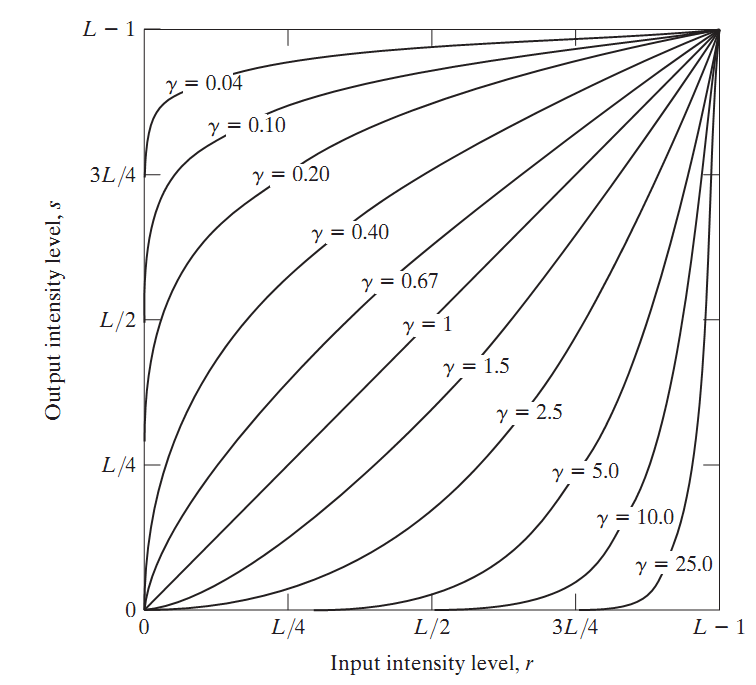 L − 1
γ = 0.04
γ = 0.10
3L/4
γ = 0.20
γ = 0.40
γ = 0.67
L/2
γ = 1
γ = 1.5
γ = 2.5
L/4
γ = 5.0
γ = 10.0
γ = 25.0
0
Output intensity level, s
0 L/4 L/2 3L/4 L − 1
Input intensity level, r